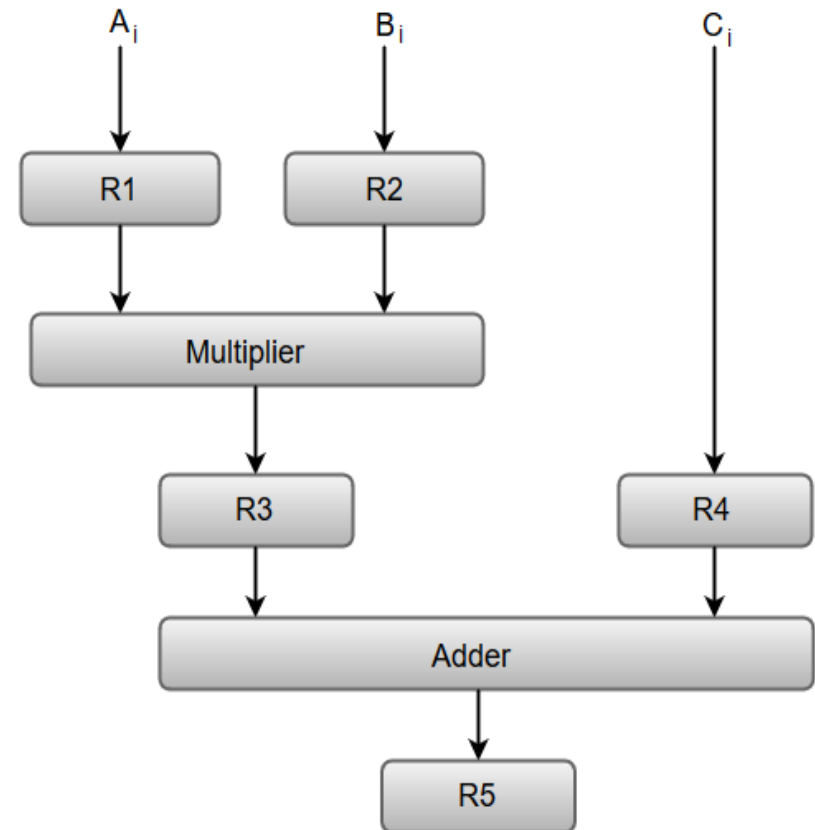 Ai Bi Ci
R1 R2
Multiplier
R3 R4
Adder
R5